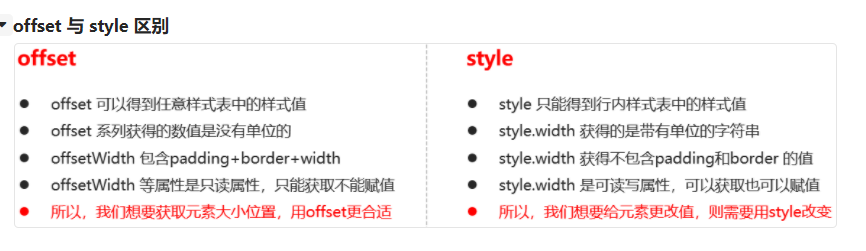 offset 与 style 区别
offset
offset 可以得到任意样式表中的样式值
offset 系列获得的数值是没有单位的
offsetWidth 包含padding+border+width
offsetWidth 等属性是只读属性，只能获取不能赋值
所以，我们想要获取元素大小位置，用offset更合适
style
style 只能得到行内样式表中的样式值
style.width 获得的是带有单位的字符串
style.width 获得不包含padding和border 的值
style.width 是可读写属性，可以获取也可以赋值
所以，我们想要给元素更改值，则需要用style改变